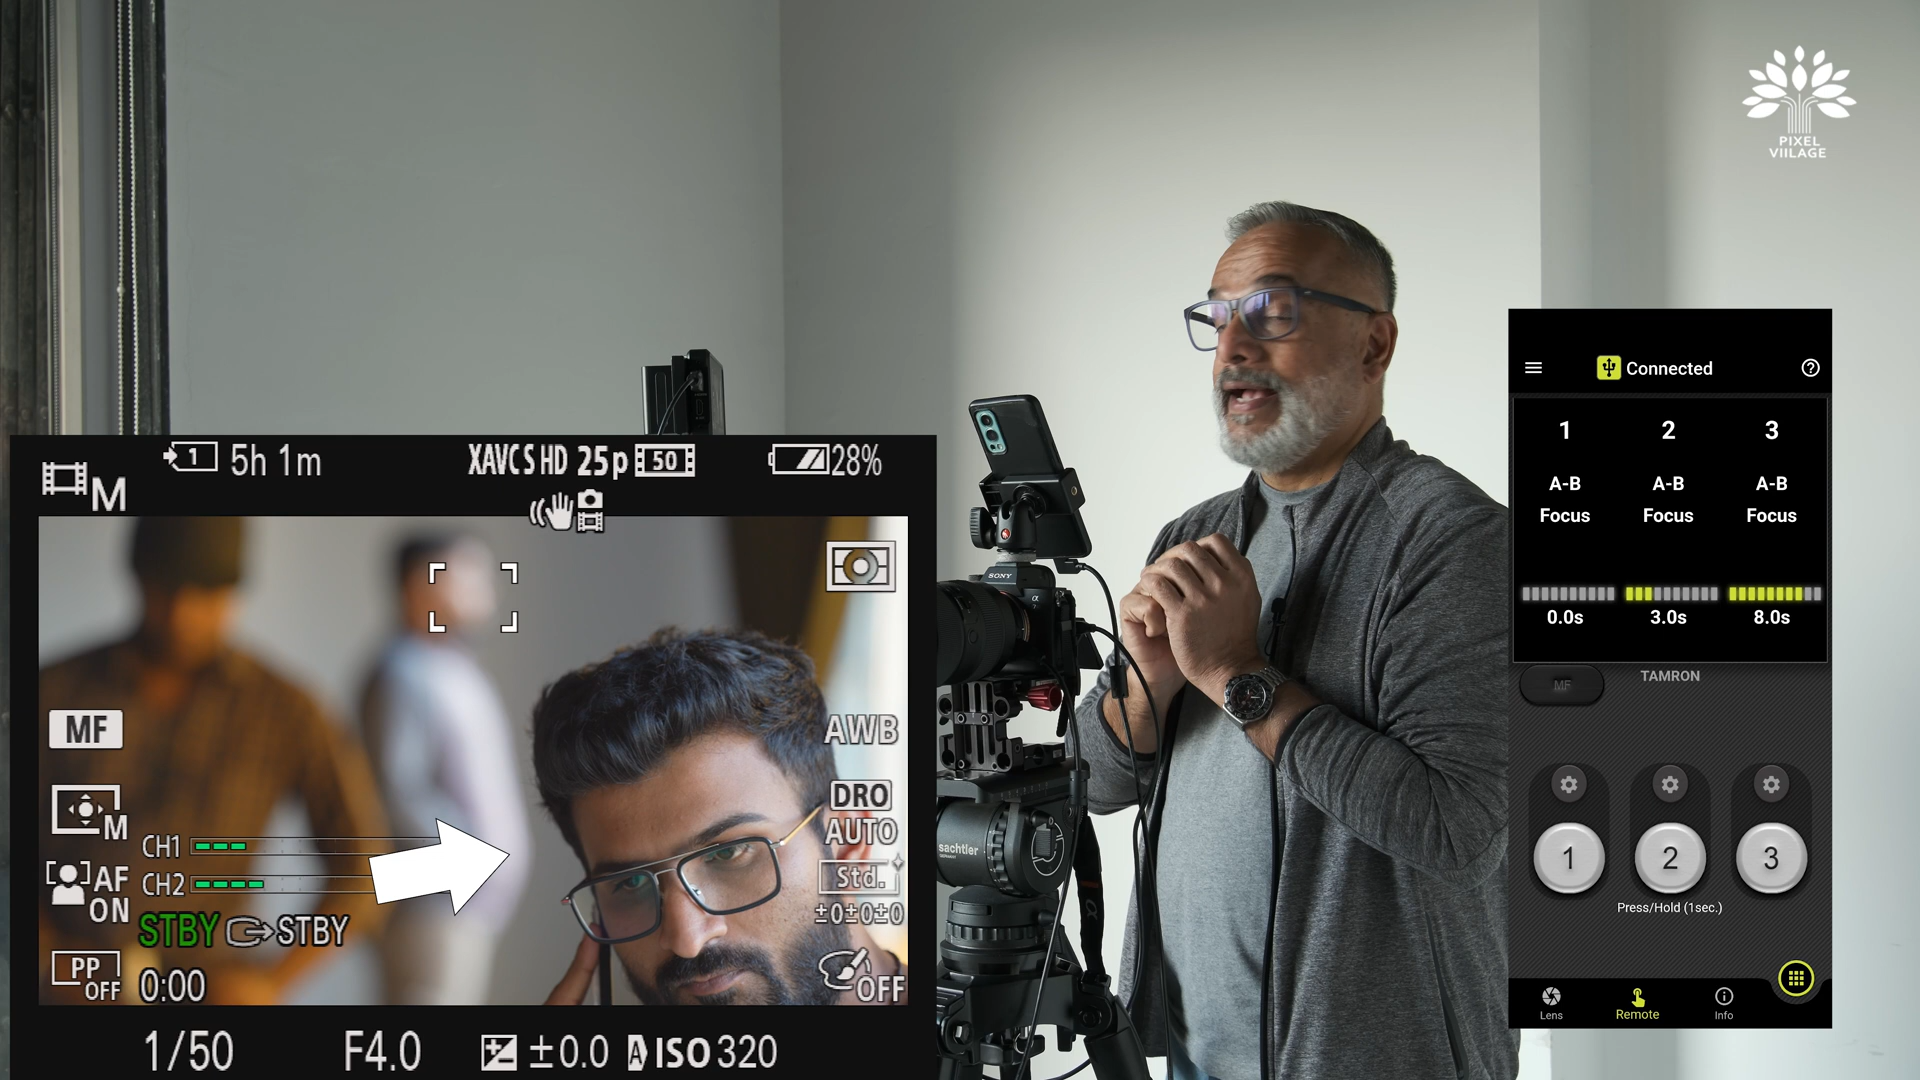 PIXEL
VIILAGE
1 5h 1m XAVC S HD 25p 50 28%
M
MF
AWB
DRO
AUTO
M
CH1
AF
ON
CH2
Std.
±0±0±0
STBY STBY
PP
OFF
0:00
OFF
1/50 F4.0 ±0.0 A ISO 320
SONY
α
7
sachtler
GERMANY
α
Connected
1 2 3
A-B A-B A-B
Focus Focus Focus
0.0s 3.0s 8.0s
MF
TAMRON
1 2 3
Press/Hold (1sec.)
Lens Remote Info